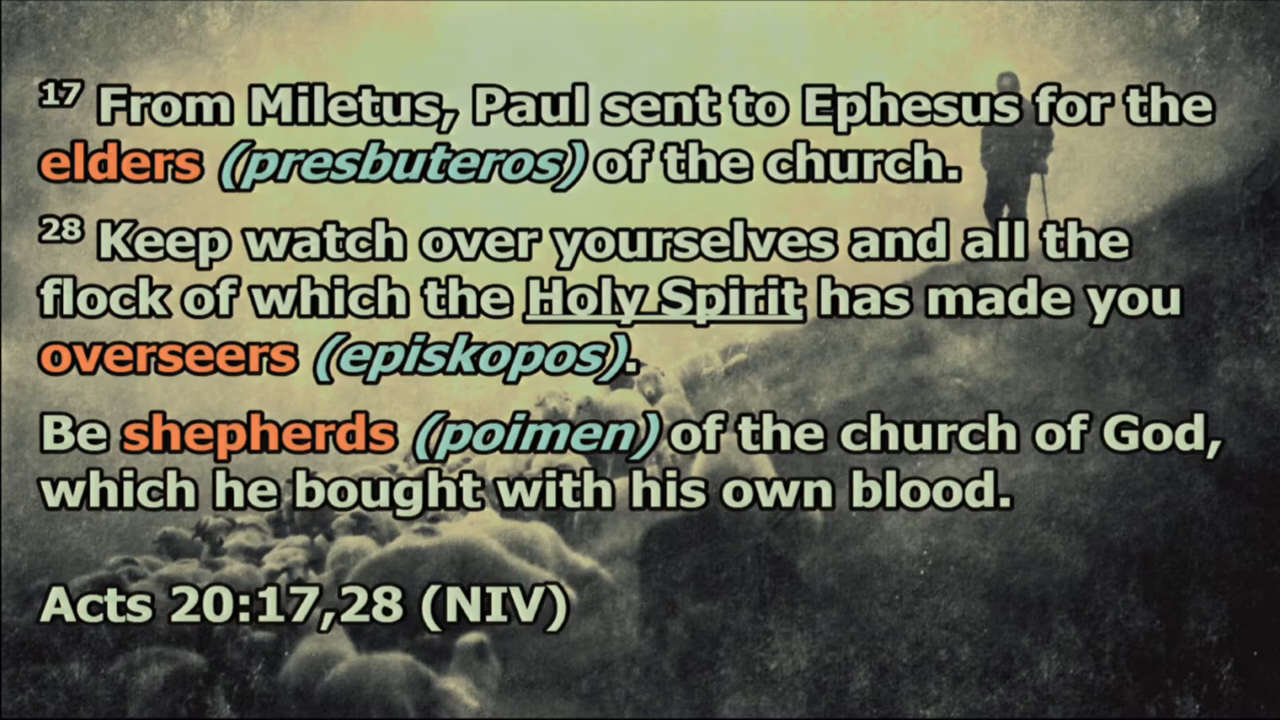 17 From Miletus, Paul sent to Ephesus for the
elders (presbuteros) of the church.
28 Keep watch over yourselves and all the
flock of which the Holy Spirit has made you
overseers (episkopos).
Be shepherds (poimen) of the church of God,
which he bought with his own blood.
Acts 20:17,28 (NIV)